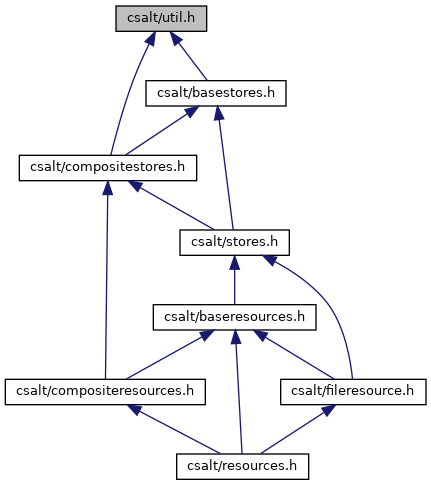 csalt/util.h
csalt/basestores.h
csalt/compositestores.h
csalt/stores.h
csalt/baseresources.h
csalt/compositeresources.h
csalt/fileresource.h
csalt/resources.h